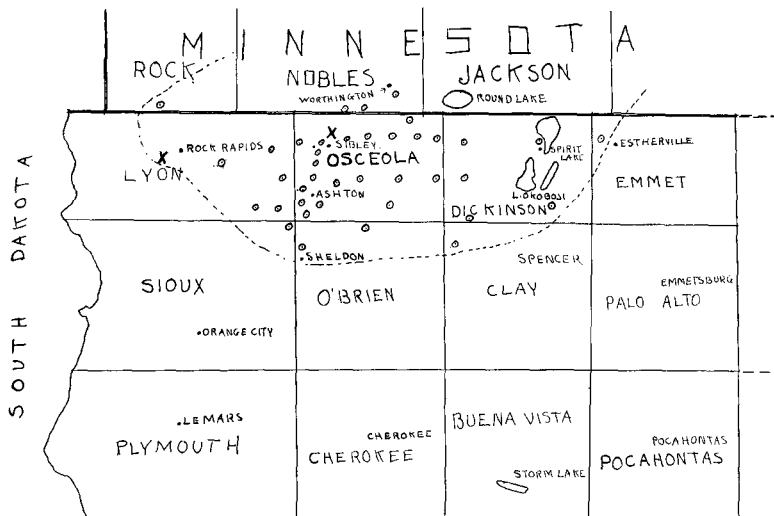 MINNESOTA
ROCK
NOBLES
JACKSON
WORTHINGTON
ROUND LAKE
X
SIBLEY
ROCK RAPIDS
OSCEOLA
SPIRIT LAKE
ESTHERVILLE
X
LYON
ASHTON
L. OKOBOJI
EMMET
DICKINSON
SHELDON
SPENCER
SIOUX
O'BRIEN
CLAY
EMMETSBURG
PALO ALTO
ORANGE CITY
SOUTH DAKOTA
LEMARS
PLYMOUTH
CHEROKEE
CHEROKEE
BUENA VISTA
STORM LAKE
POCAHONTAS
POCAHONTAS